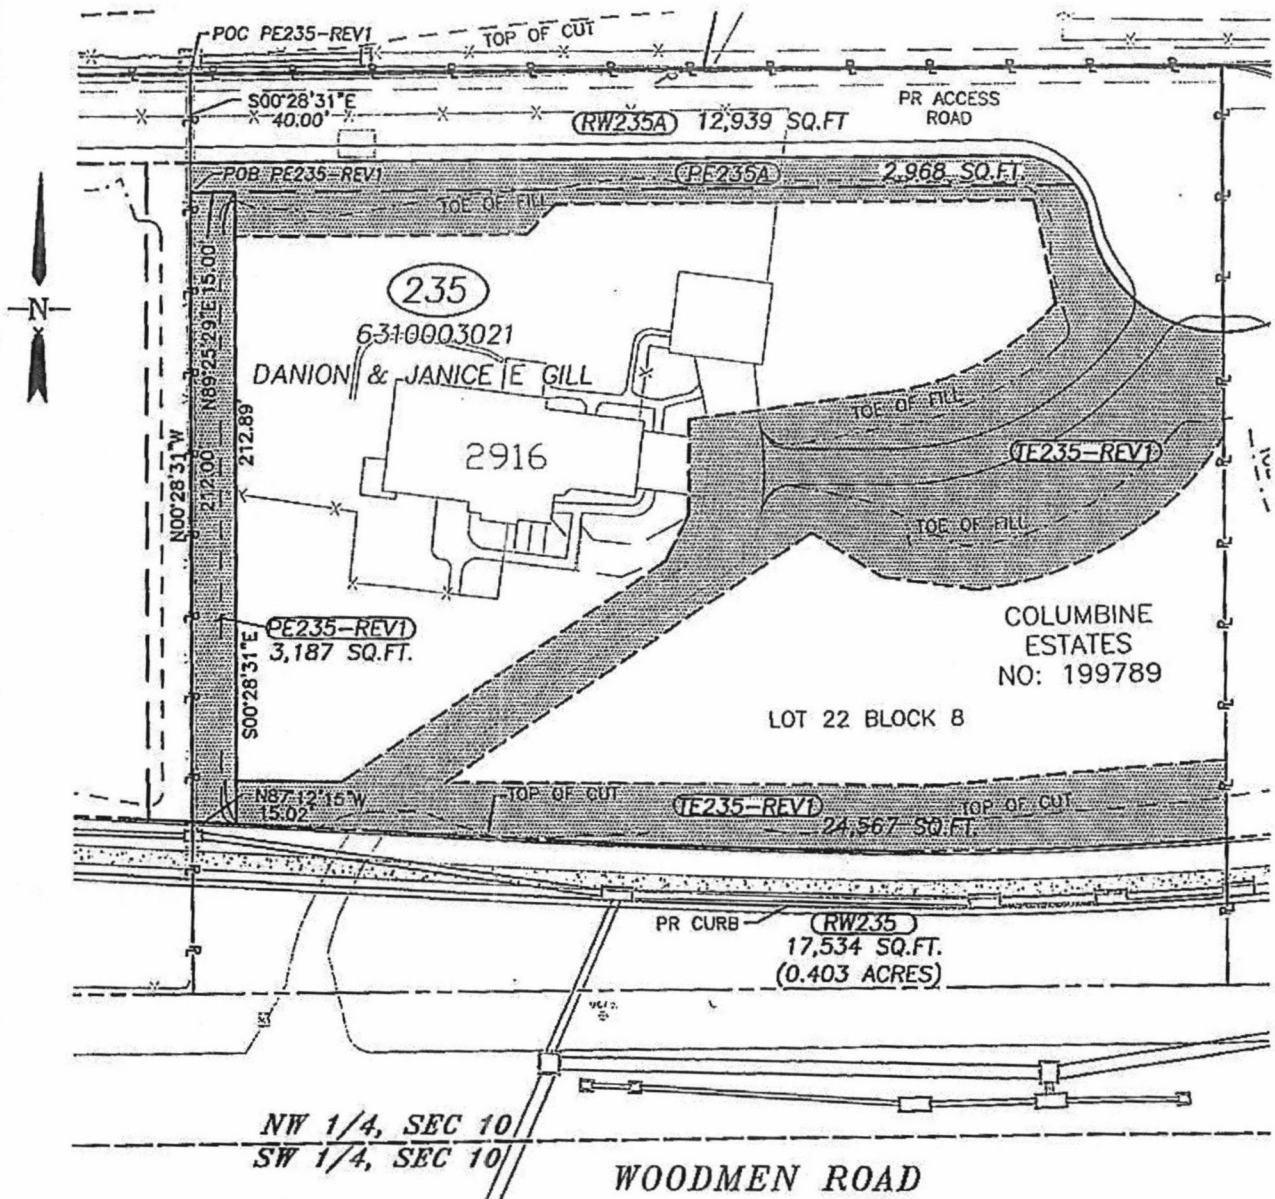 POC PE235-REV1
TOP OF CUT
S00°28'31"E
40.00'
RW235A 12,939 SQ.FT
PR ACCESS
ROAD
POB PE235-REV1
PE235A 2,968 SQ.FT.
TOE OF FILL
N
235
6310003021
DANION & JANICE E GILL
2916
N89°25'29"E 15.00'
212.89'
N00°28'31"W
212.00'
S00°28'31"E
TOE OF FILL
TE235-REV1
TOE OF FILL
PE235-REV1
3,187 SQ.FT.
COLUMBINE
ESTATES
NO: 199789
LOT 22 BLOCK 8
N87°12'15"W
15.02'
TOP OF CUT
TE235-REV1
24,567 SQ.FT.
TOP OF CUT
PR CURB
RW235
17,534 SQ.FT.
(0.403 ACRES)
NW 1/4, SEC 10
SW 1/4, SEC 10
WOODMEN ROAD